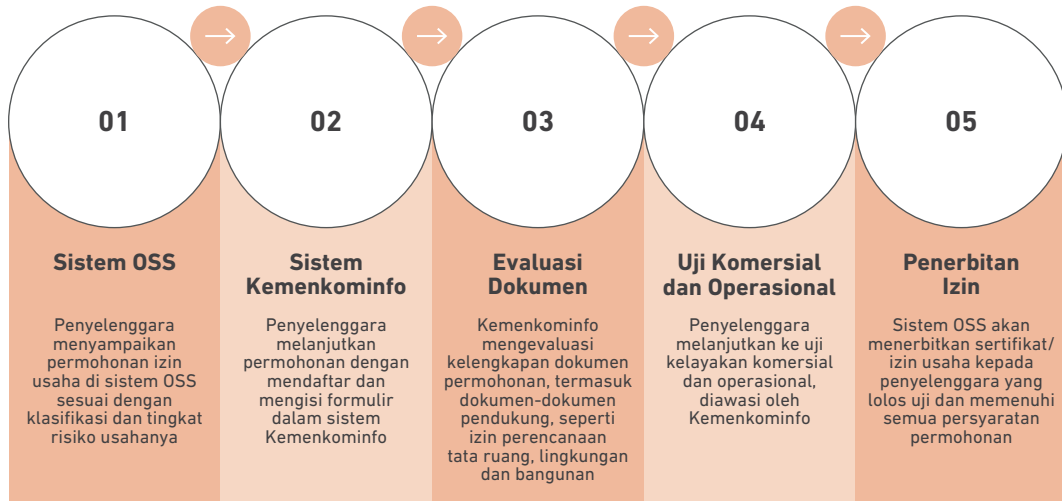 01
02
03
04
05
Sistem OSS
Penyelenggara
menyampaikan
permohonan izin
usaha di sistem OSS
sesuai dengan
klasifikasi dan tingkat
risiko usahanya
Sistem
Kemenkominfo
Penyelenggara
melanjutkan
permohonan dengan
mendaftar dan
mengisi formulir
dalam sistem
Kemenkominfo
Evaluasi
Dokumen
Kemenkominfo
mengevaluasi
kelengkapan dokumen
permohonan, termasuk
dokumen-dokumen
pendukung, seperti
izin perencanaan
tata ruang, lingkungan
dan bangunan
Uji Komersial
dan Operasional
Penyelenggara
melanjutkan ke uji
kelayakan komersial
dan operasional,
diawasi oleh
Kemenkominfo
Penerbitan
Izin
Sistem OSS akan
menerbitkan sertifikat/
izin usaha kepada
penyelenggara yang
lolos uji dan memenuhi
semua persyaratan
permohonan